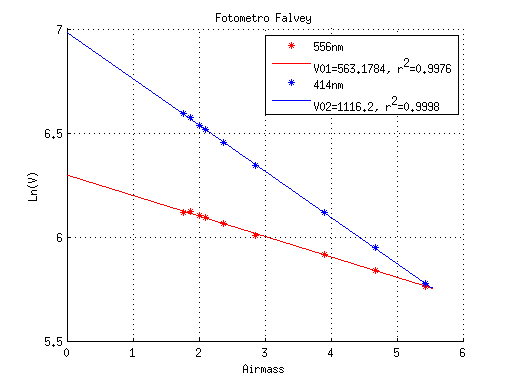 Fotometro Falvey
556nm
V01=563.1784, r2=0.9976
414nm
V02=1116.2, r2=0.9998
Ln(V)
7
6.5
6
5.5
0 1 2 3 4 5 6
Airmass